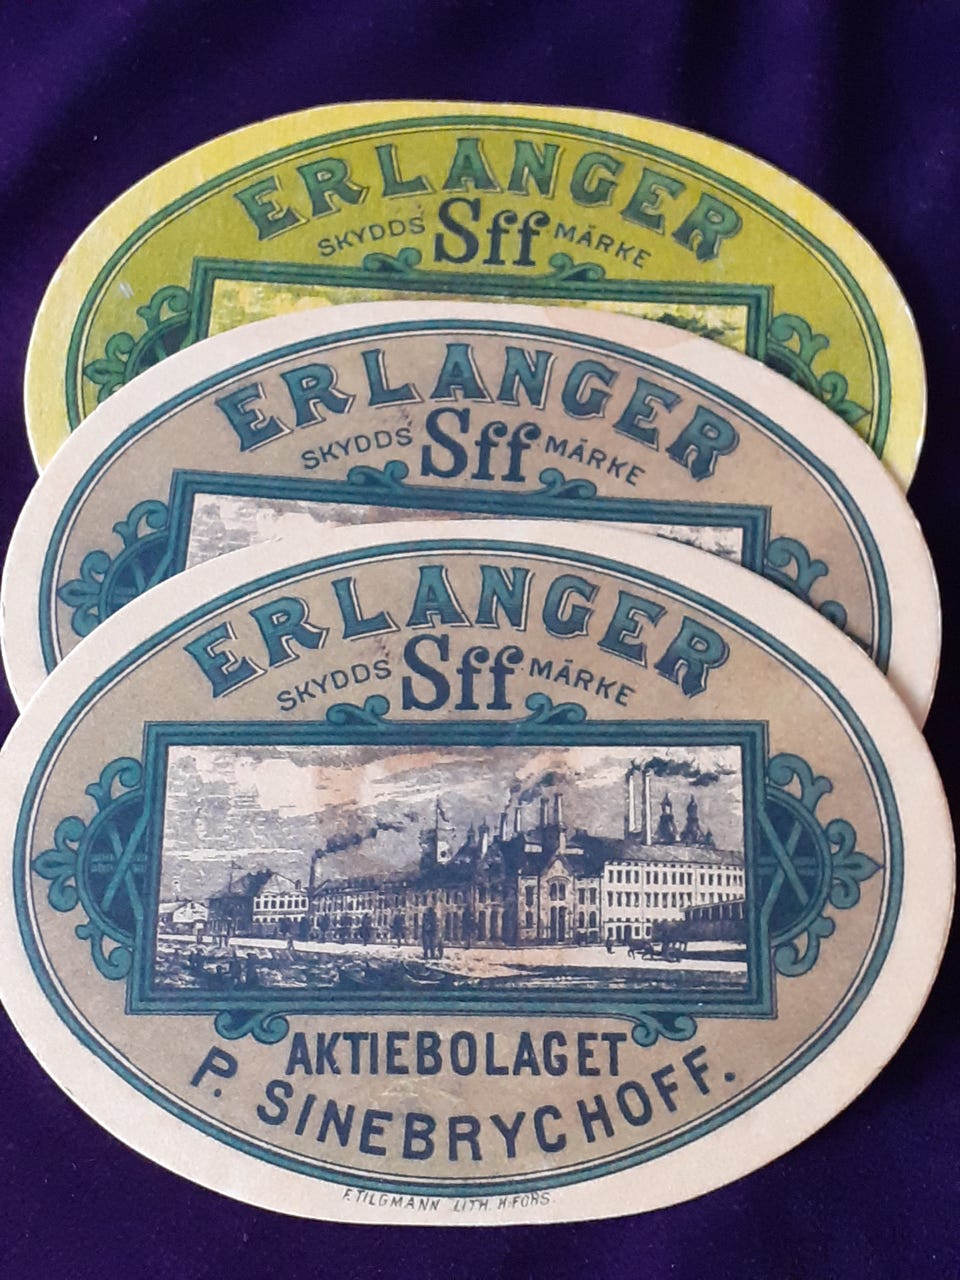 ERLANGER
SKYDDS Sff MÄRKE
ERLANGER
SKYDDS Sff MÄRKE
ERLANGER
SKYDDS Sff MÄRKE
AKTIEBOLAGET
P. SINEBRYCHOFF.
F. TILGMANN LITH. H:FORS.